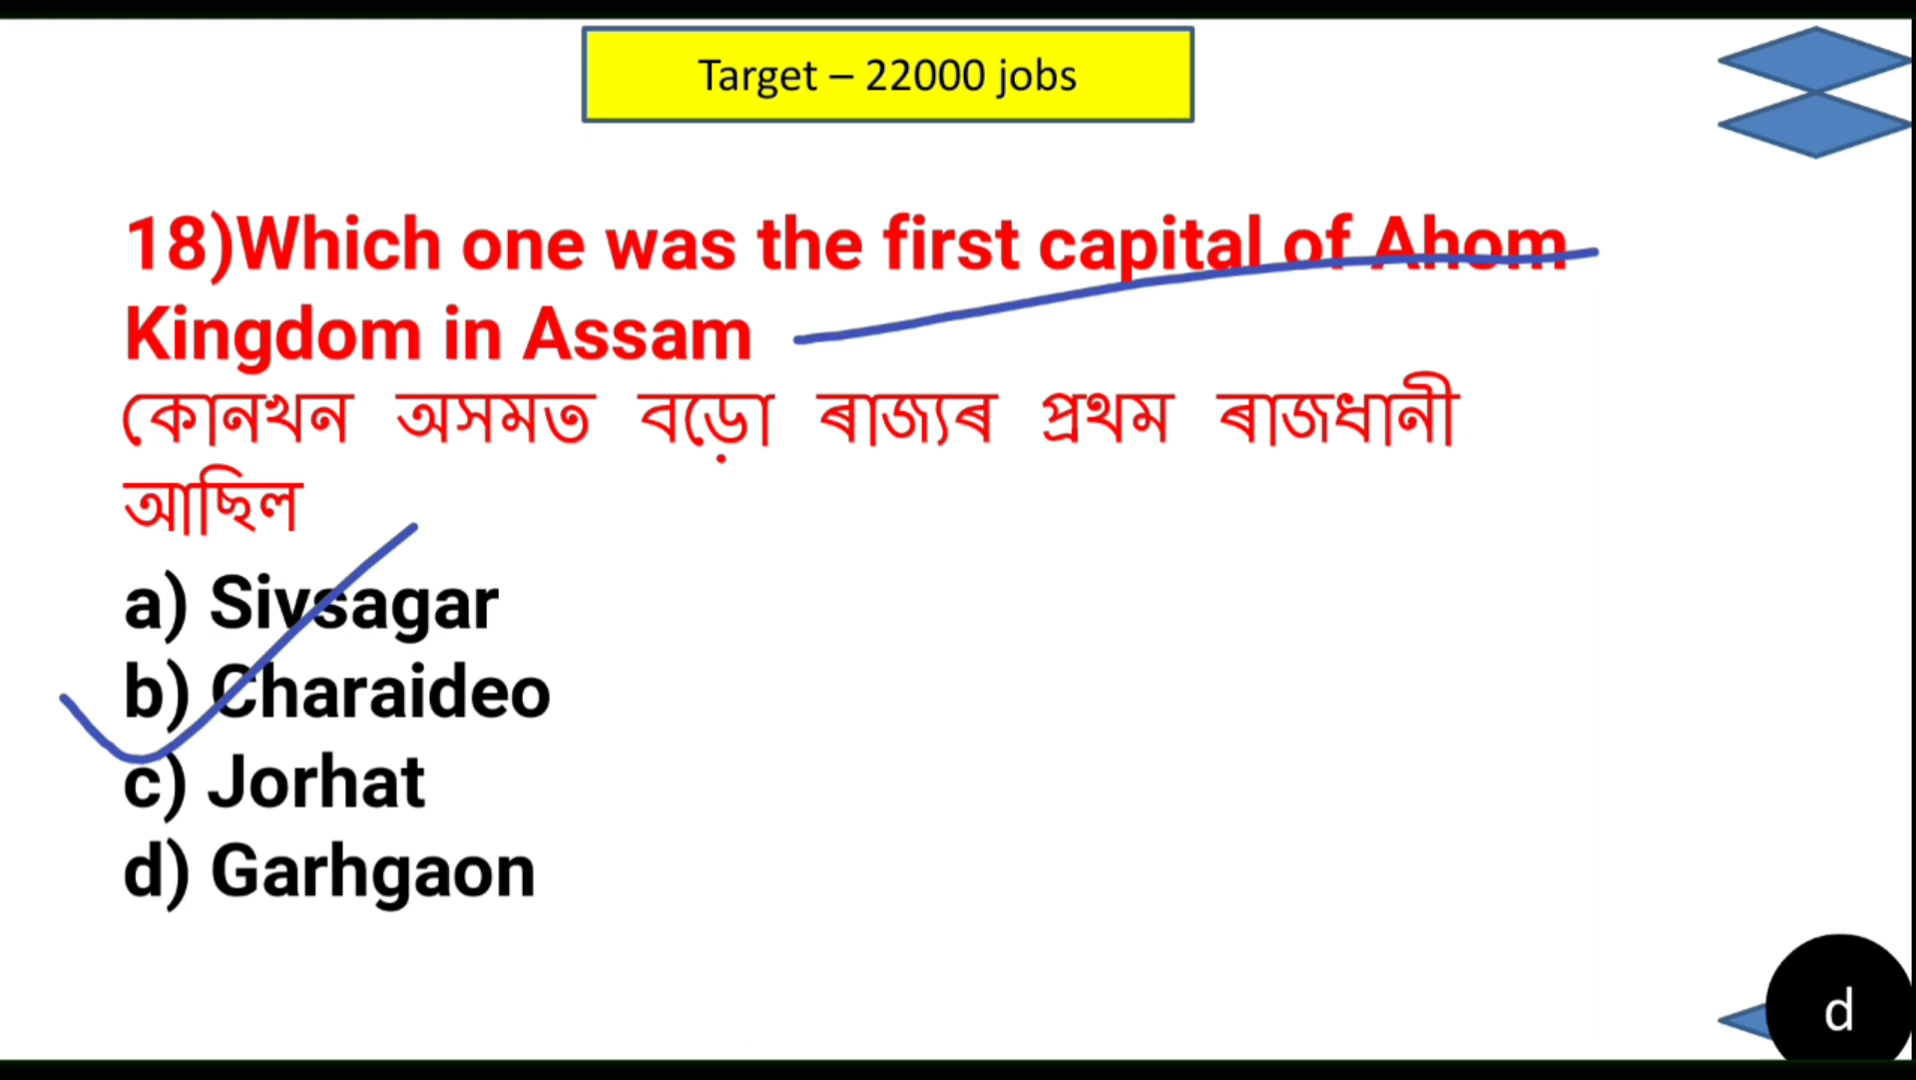 Target – 22000 jobs
18)Which one was the first capital of Ahom
Kingdom in Assam
কোনখন অসমত বড়ো ৰাজ্যৰ প্ৰথম ৰাজধানী
আছিল
a) Sivsagar
b) Charaideo
c) Jorhat
d) Garhgaon
d